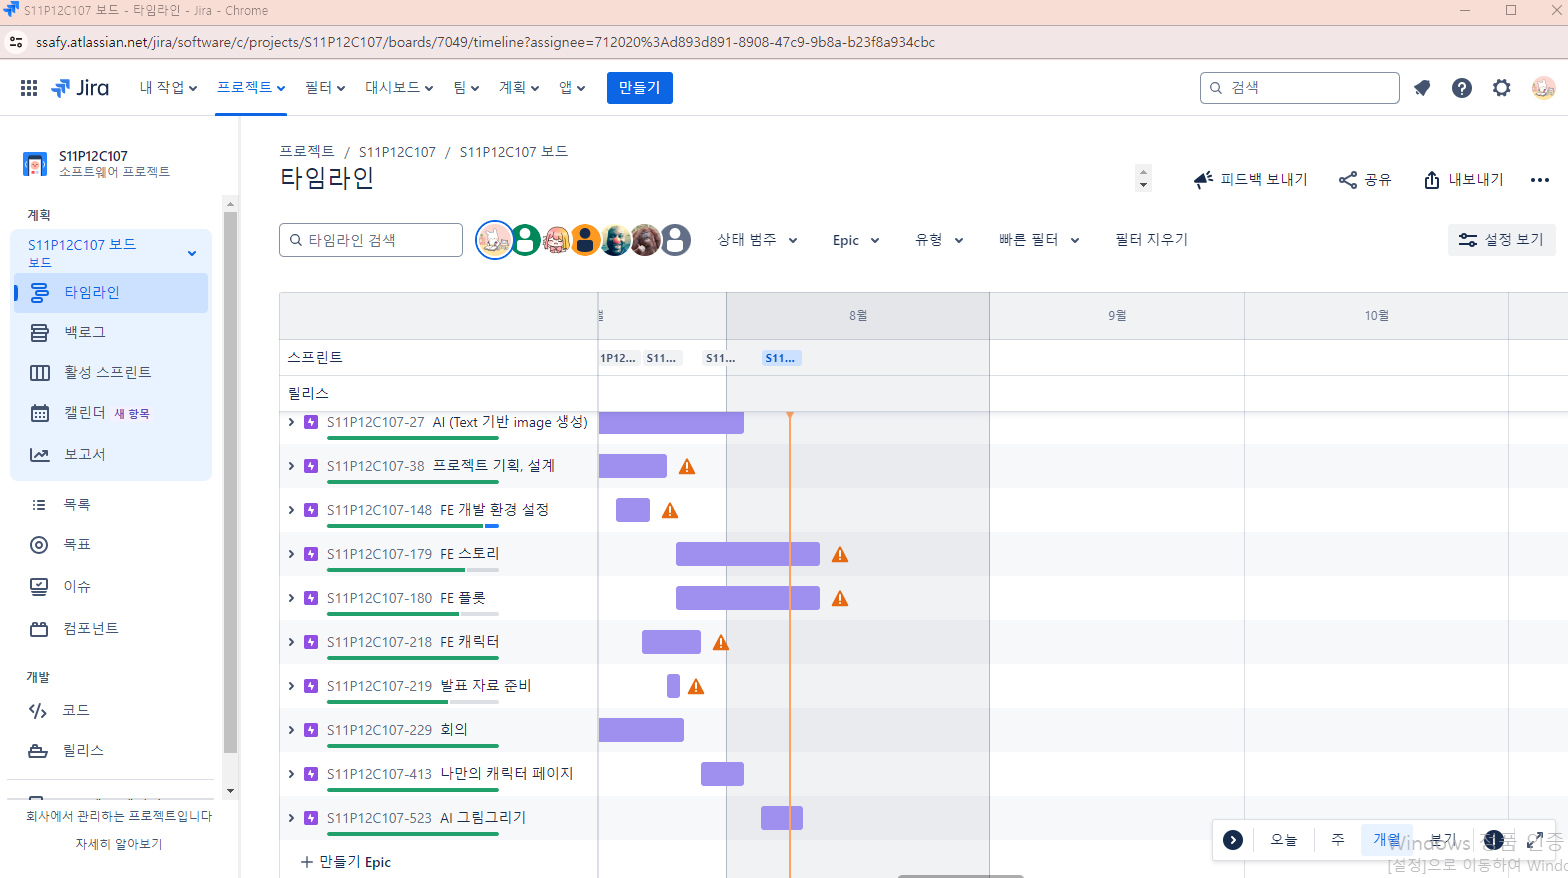 S11P12C107 보드 - 타임라인 - Jira - Chrome
ssafy.atlassian.net/jira/software/c/projects/S11P12C107/boards/7049/timeline?assignee=712020%3Ad893d891-8908-47c9-9b8a-b23f8a934cbc
Jira 내 작업 프로젝트 필터 대시보드 팀 계획 앱 만들기 검색
S11P12C107
소프트웨어 프로젝트
계획
S11P12C107 보드
보드
타임라인
백로그
활성 스프린트
캘린더 새 항목
보고서
목록
목표
이슈
컴포넌트
개발
코드
릴리스
회사에서 관리하는 프로젝트입니다
자세히 알아보기
프로젝트 / S11P12C107 / S11P12C107 보드
타임라인
피드백 보내기 공유 내보내기
타임라인 검색 상태 범주 Epic 유형 빠른 필터 필터 지우기 설정 보기
8월 9월 10월
스프린트 1P12... S11... S11... S11...
릴리스
S11P12C107-27 AI (Text 기반 image 생성)
S11P12C107-38 프로젝트 기획, 설계
S11P12C107-148 FE 개발 환경 설정
S11P12C107-179 FE 스토리
S11P12C107-180 FE 플롯
S11P12C107-218 FE 캐릭터
S11P12C107-219 발표 자료 준비
S11P12C107-229 회의
S11P12C107-413 나만의 캐릭터 페이지
S11P12C107-523 AI 그림그리기
만들기 Epic
오늘 주 개월 분기
Windows 정품 인증
[설정]으로 이동하여 Windo